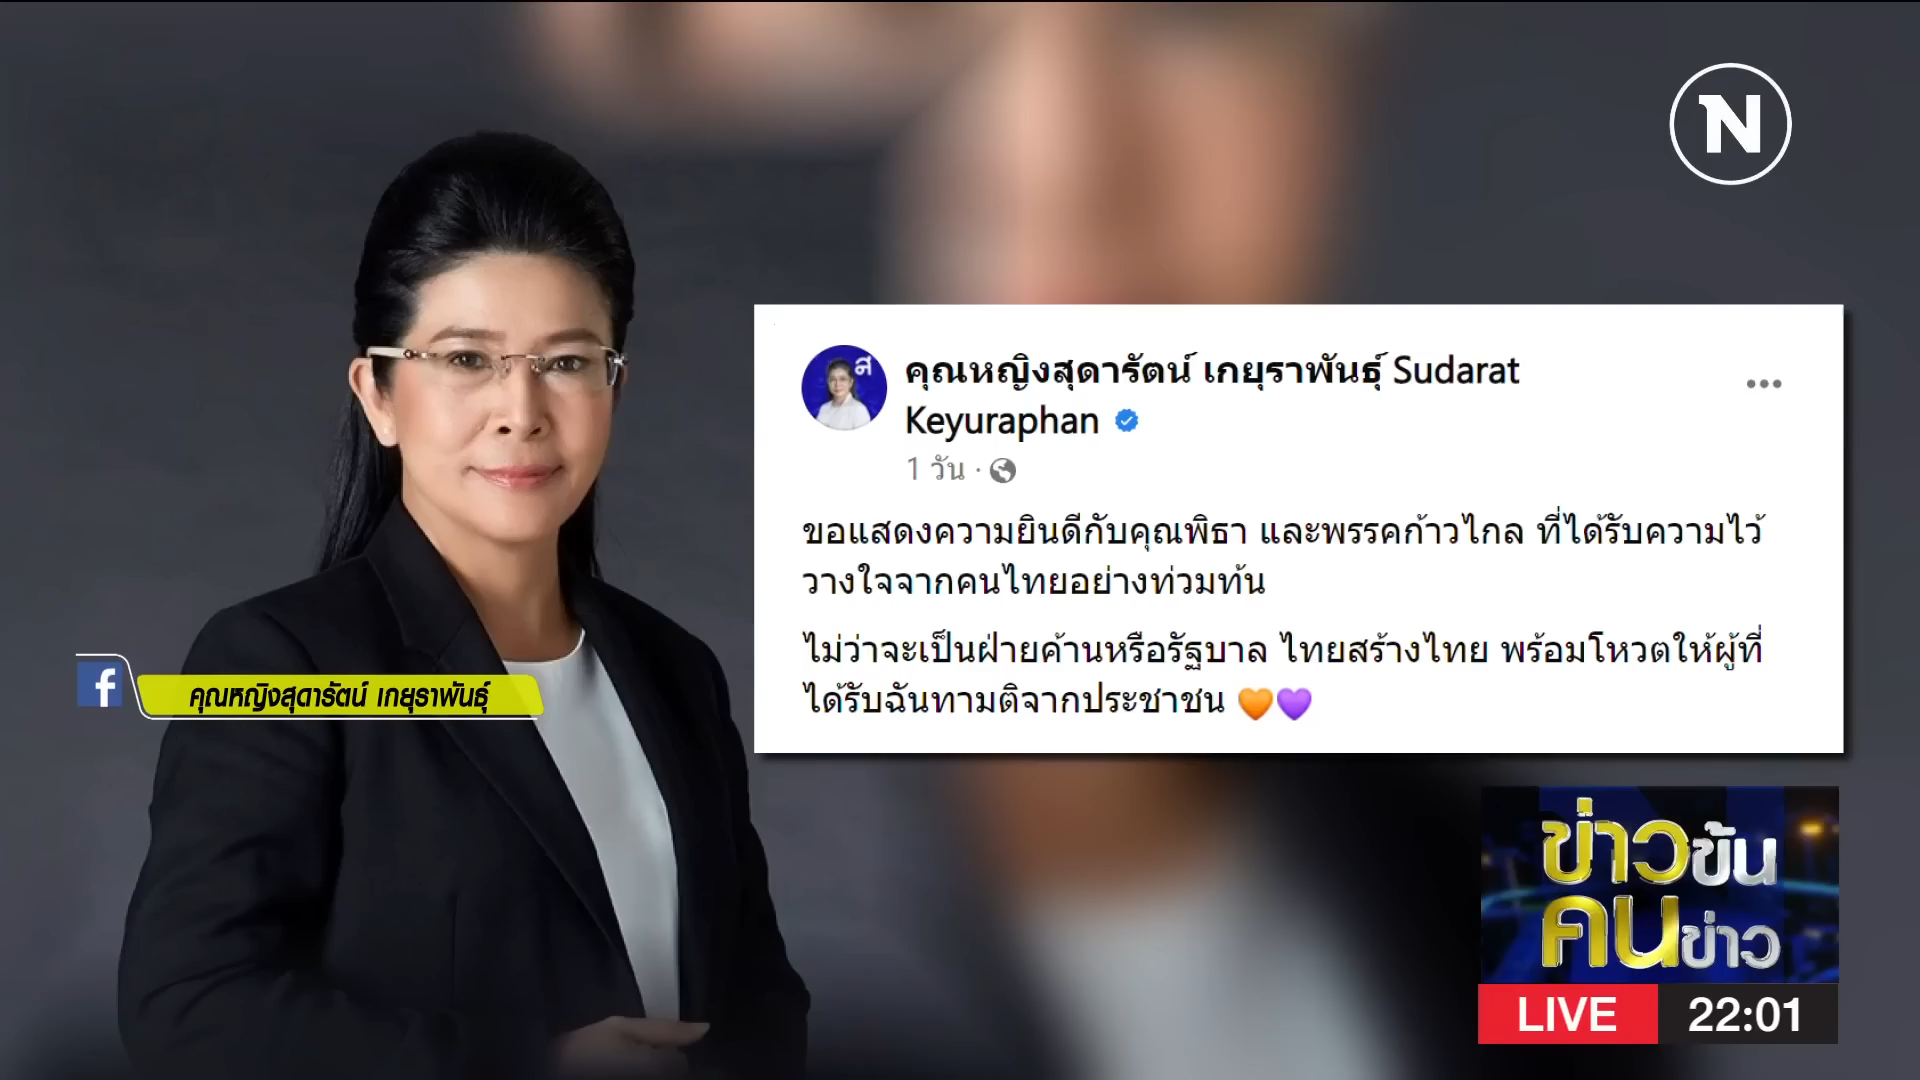 N
คุณหญิงสุดารัตน์ เกยุราพันธุ์ Sudarat
Keyuraphan
1 วัน ·
ขอแสดงความยินดีกับคุณพิธา และพรรคก้าวไกล ที่ได้รับความไว้
วางใจจากคนไทยอย่างท่วมท้น
ไม่ว่าจะเป็นฝ่ายค้านหรือรัฐบาล ไทยสร้างไทย พร้อมโหวตให้ผู้ที่
ได้รับฉันทามติจากประชาชน 🧡💜
f คุณหญิงสุดารัตน์ เกยุราพันธุ์
ข่าวข้น
คนข่าว
LIVE 22:01